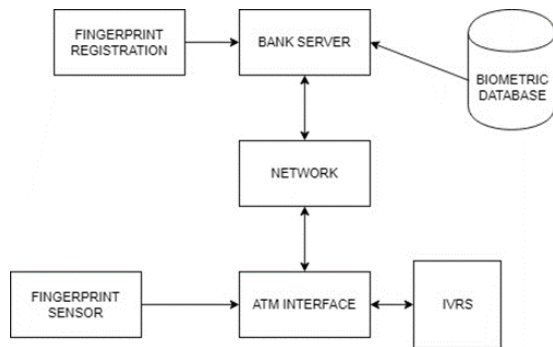 FINGERPRINT
REGISTRATION
BANK SERVER
BIOMETRIC
DATABASE
NETWORK
FINGERPRINT
SENSOR
ATM INTERFACE
IVRS